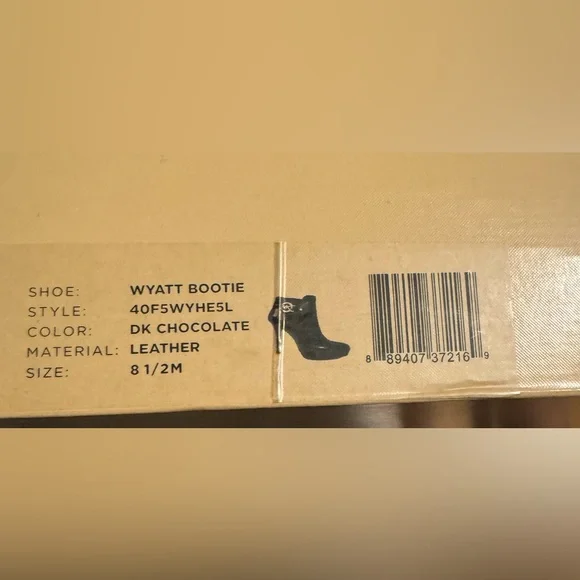 SHOE: WYATT BOOTIE
STYLE: 40F5WYHE5L
COLOR: DK CHOCOLATE
MATERIAL: LEATHER
SIZE: 8 1/2M
8 89407 37216 9